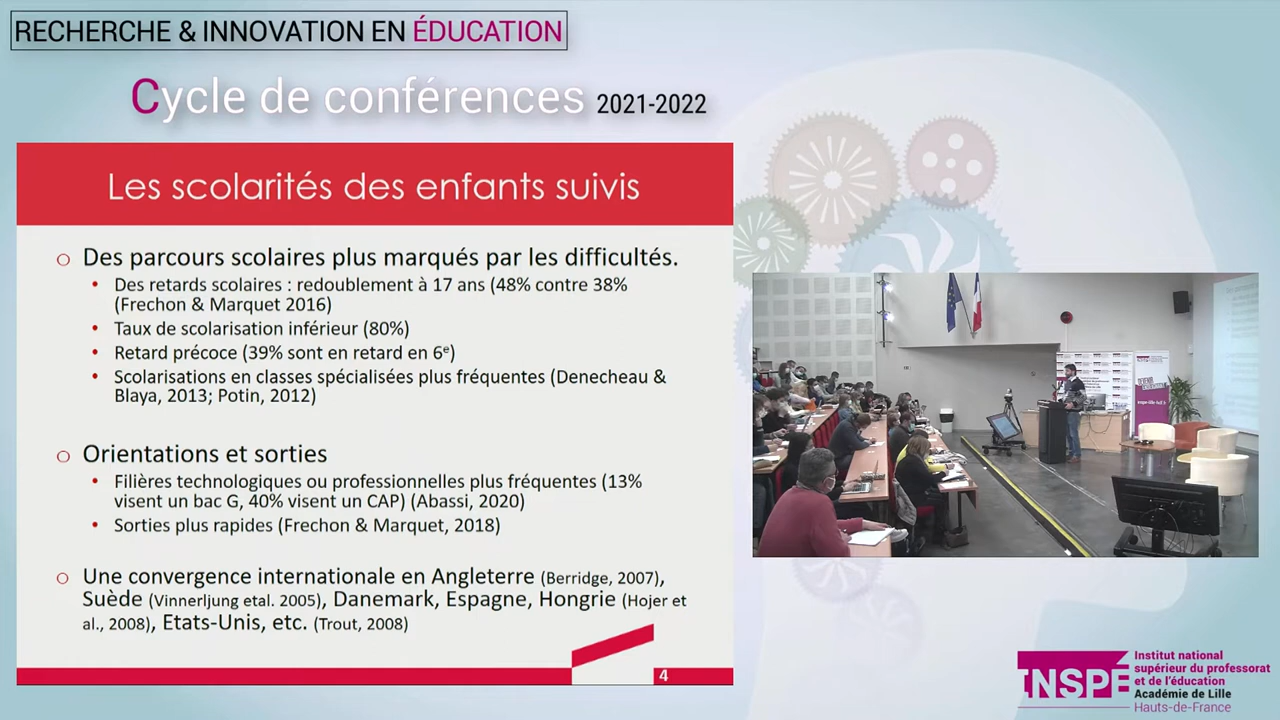 RECHERCHE & INNOVATION EN ÉDUCATION
Cycle de conférences 2021-2022
Les scolarités des enfants suivis
Des parcours scolaires plus marqués par les difficultés.
Des retards scolaires : redoublement à 17 ans (48% contre 38%
(Frechon & Marquet 2016)
Taux de scolarisation inférieur (80%)
Retard précoce (39% sont en retard en 6e)
Scolarisations en classes spécialisées plus fréquentes (Denecheau &
Blaya, 2013; Potin, 2012)
Orientations et sorties
Filières technologiques ou professionnelles plus fréquentes (13%
visent un bac G, 40% visent un CAP) (Abassi, 2020)
Sorties plus rapides (Frechon & Marquet, 2018)
Une convergence internationale en Angleterre (Berridge, 2007),
Suède (Vinnerljung etal. 2005), Danemark, Espagne, Hongrie (Hojer et
al., 2008), Etats-Unis, etc. (Trout, 2008)
4
INSPÉ
Institut national
supérieur du professorat
et de l'éducation
Académie de Lille
Hauts-de-France